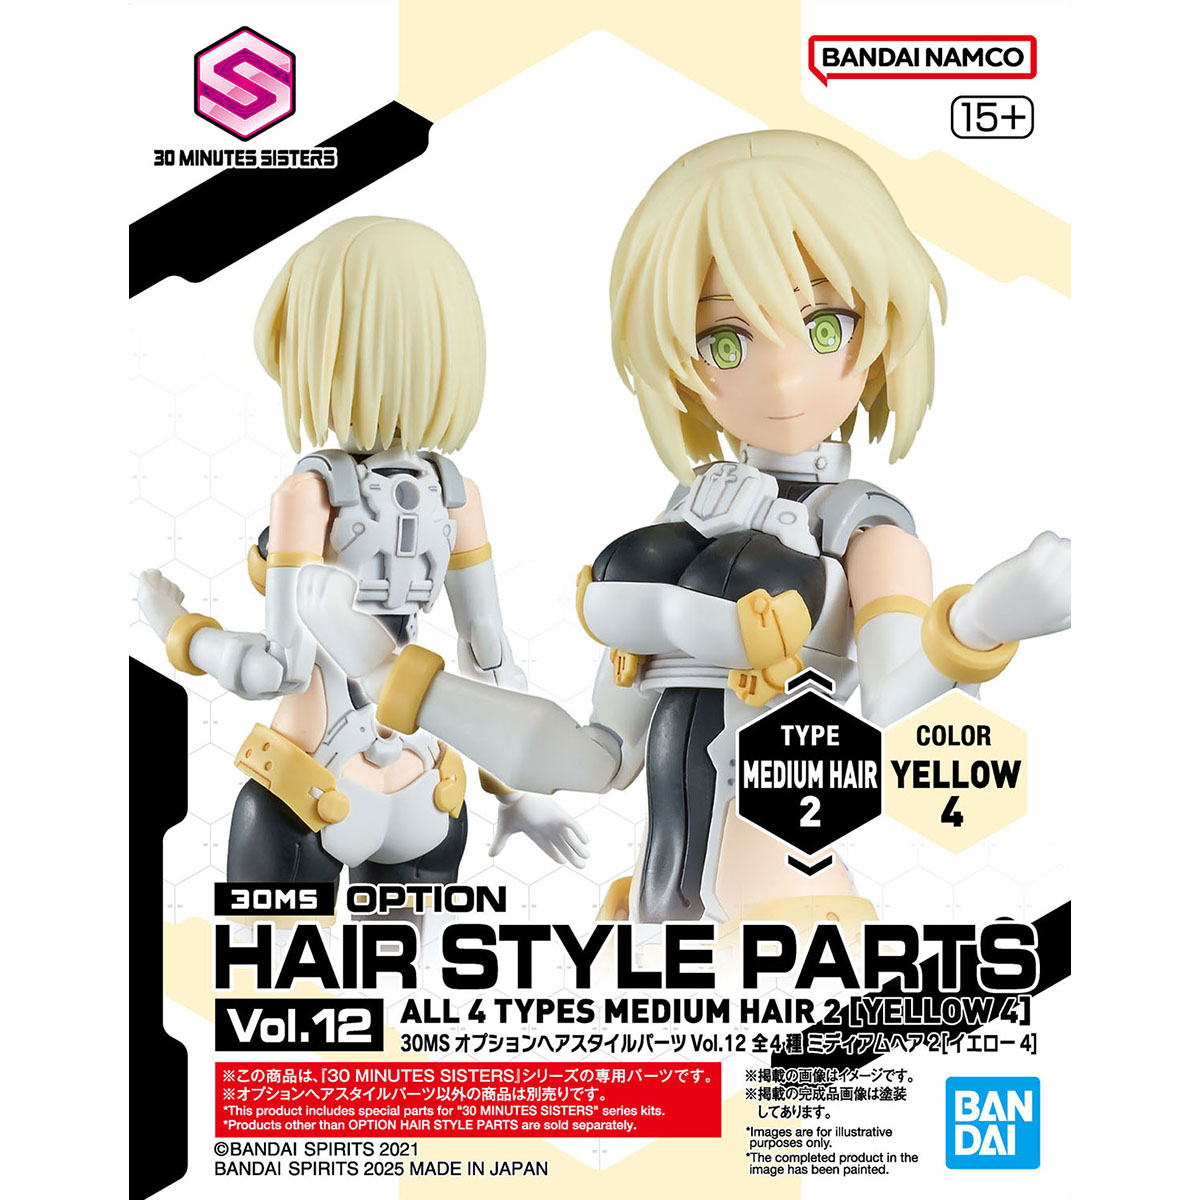 S
30 MINUTES SISTERS
BANDAI NAMCO
15+
TYPE
MEDIUM HAIR
2
COLOR
YELLOW
4
30MS OPTION
HAIR STYLE PARTS
Vol.12 ALL 4 TYPES MEDIUM HAIR 2 [YELLOW 4]
30MS オプションヘアスタイルパーツ Vol.12 全4種 ミディアムヘア 2[イエロー 4]
※この商品は、『30 MINUTES SISTERS』シリーズの専用パーツです。
※オプションヘアスタイルパーツ以外の商品は別売りです。
*This product includes special parts for "30 MINUTES SISTERS" series kits.
*Products other than OPTION HAIR STYLE PARTS are sold separately.
※掲載の画像はイメージです。
※掲載の完成品画像は塗装
してあります。
*Images are for illustrative
purposes only.
*The completed product in the
image has been painted.
BAN
DAI
©BANDAI SPIRITS 2021
BANDAI SPIRITS 2025 MADE IN JAPAN